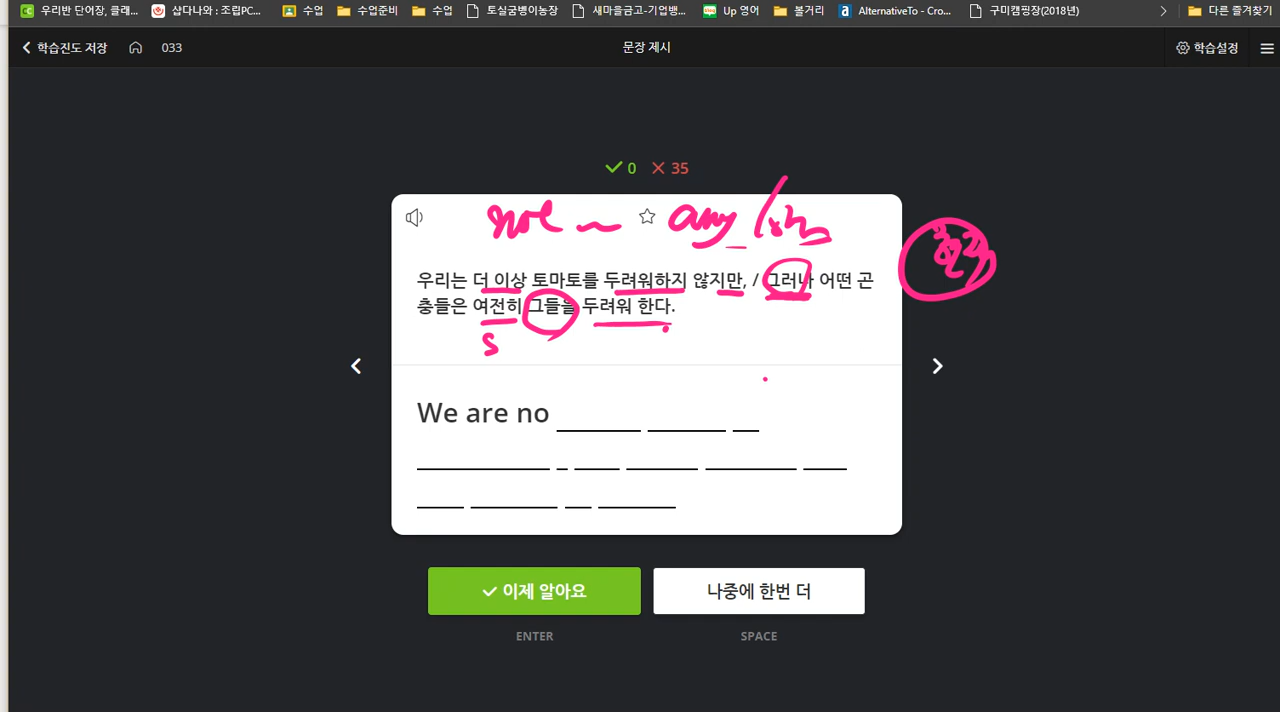 우리반 단어장, 클래... 삽다나와 : 조립PC... 수업 수업준비 수업 토실굼벵이농장 새마을금고-기업뱅... Up 영어 볼거리 AlternativeTo - Cro... 구미캠핑장(2018년) 다른 즐겨찾기
학습진도 저장 033 문장 제시 학습설정
0 35
not ~ any
우리는 더 이상 토마토를 두려워하지 않지만, / 그러나 어떤 곤
충들은 여전히 그들을 두려워 한다.
s
We are no
이제 알아요 나중에 한번 더
ENTER SPACE